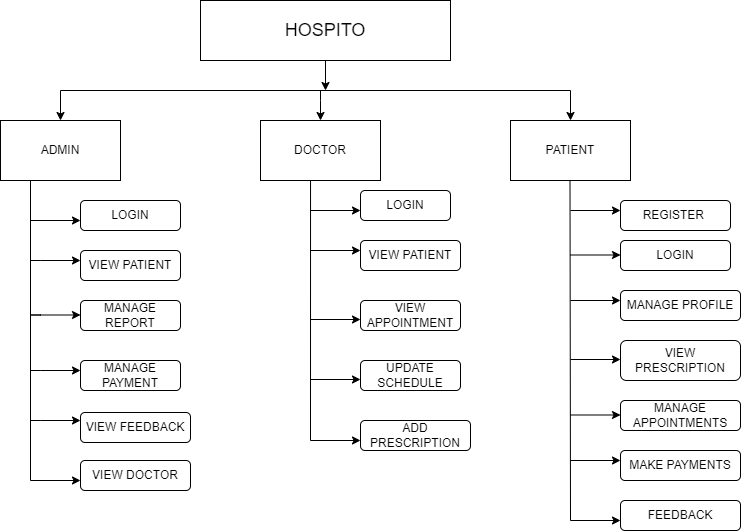 HOSPITO
ADMIN
DOCTOR
PATIENT
LOGIN
VIEW PATIENT
MANAGE
REPORT
MANAGE
PAYMENT
VIEW FEEDBACK
VIEW DOCTOR
LOGIN
VIEW PATIENT
VIEW
APPOINTMENT
UPDATE
SCHEDULE
ADD
PRESCRIPTION
REGISTER
LOGIN
MANAGE PROFILE
VIEW
PRESCRIPTION
MANAGE
APPOINTMENTS
MAKE PAYMENTS
FEEDBACK